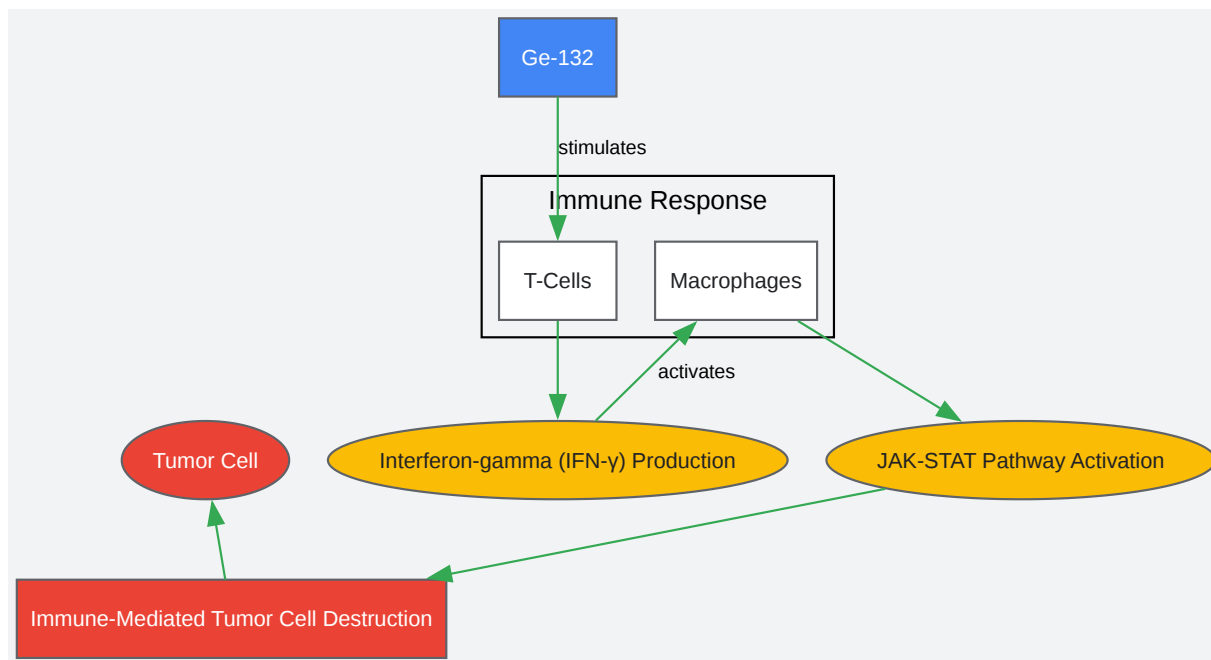 Ge-132
stimulates
Immune Response
T-Cells
Macrophages
activates
Tumor Cell
Interferon-gamma (IFN-γ) Production
JAK-STAT Pathway Activation
Immune-Mediated Tumor Cell Destruction